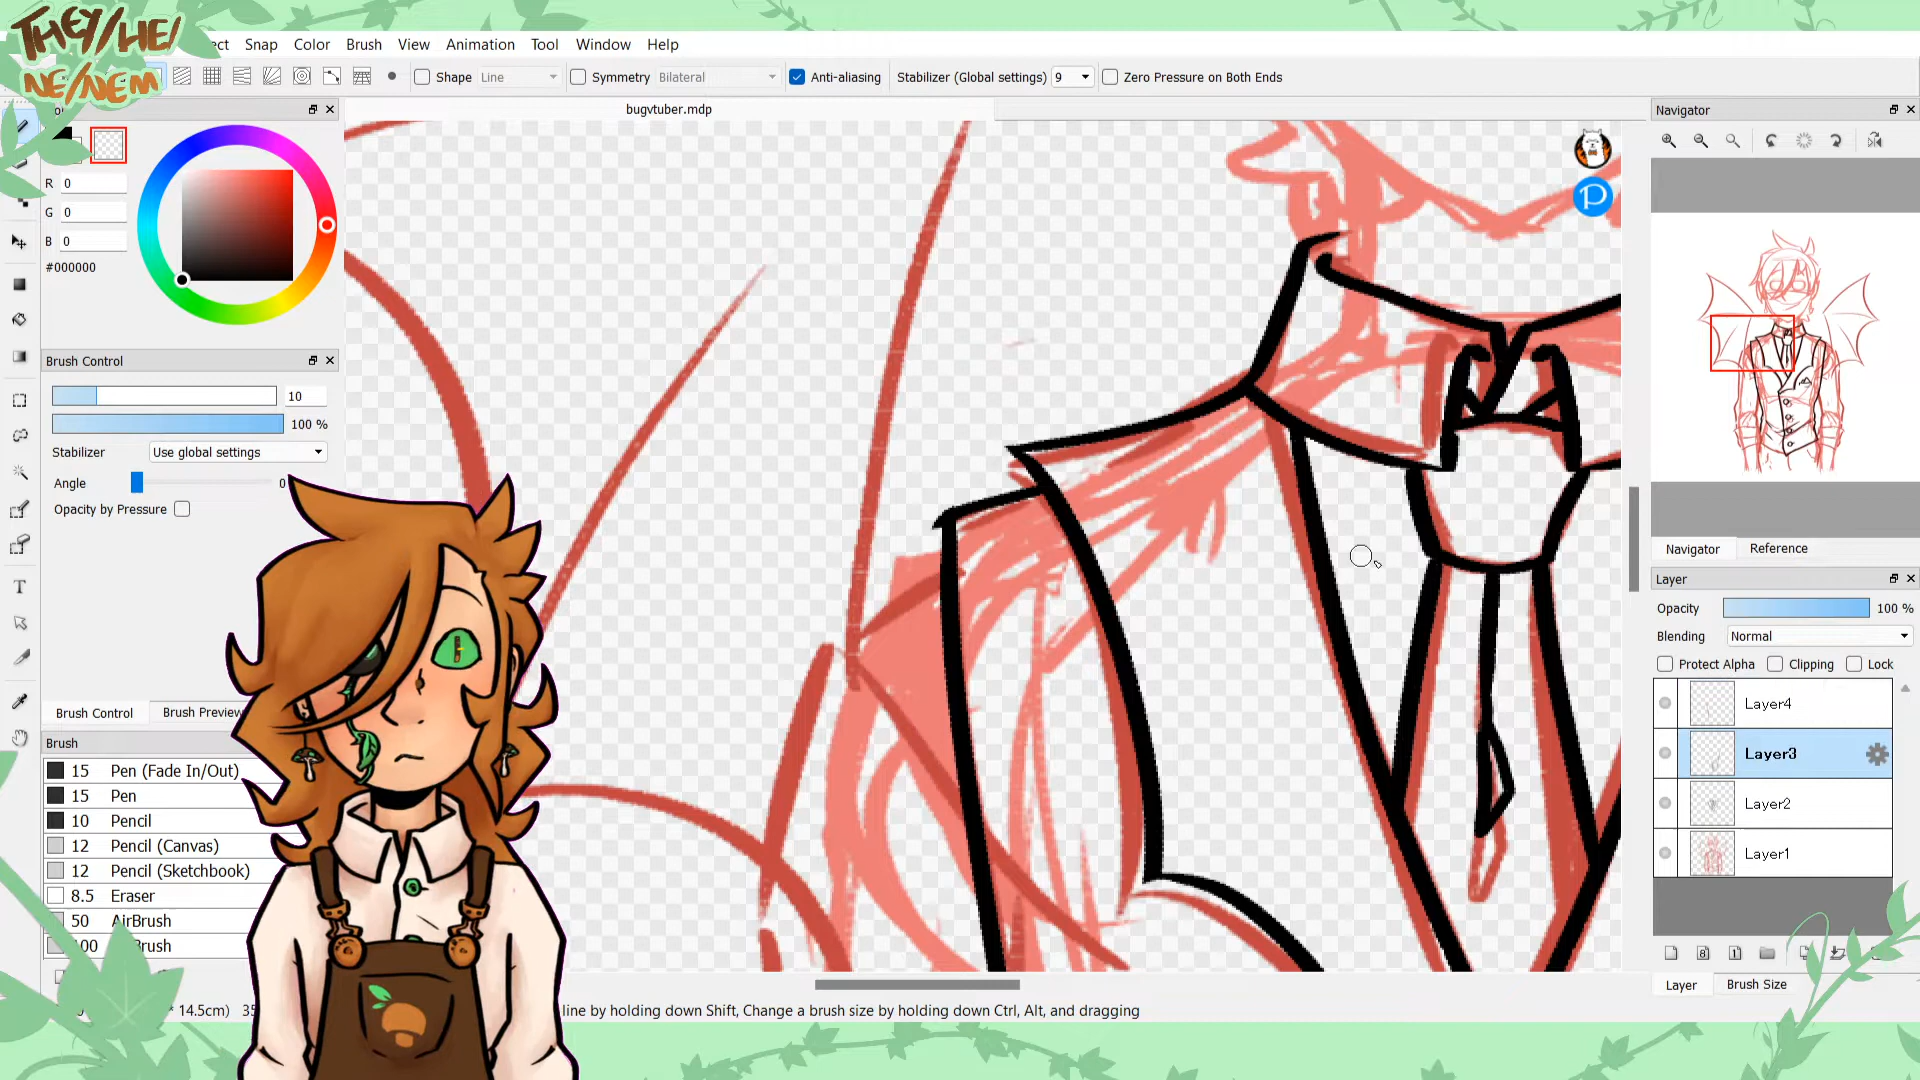 THEY/HE/
NE/NEM
ect Snap Color Brush View Animation Tool Window Help
Shape Line Symmetry Bilateral Anti-aliasing Stabilizer (Global settings) 9 Zero Pressure on Both Ends
bugvtuber.mdp
Navigator
R 0
G 0
B 0
#000000
Brush Control
10
100 %
Stabilizer Use global settings
Angle 0
Opacity by Pressure
Brush Control Brush Preview
Brush
15 Pen (Fade In/Out)
15 Pen
10 Pencil
12 Pencil (Canvas)
12 Pencil (Sketchbook)
8.5 Eraser
50 AirBrush
100 Brush
* 14.5cm) 35
line by holding down Shift, Change a brush size by holding down Ctrl, Alt, and dragging
P
Navigator Reference
Layer
Opacity 100 %
Blending Normal
Protect Alpha Clipping Lock
Layer4
Layer3
Layer2
Layer1
8 1
Layer Brush Size
T